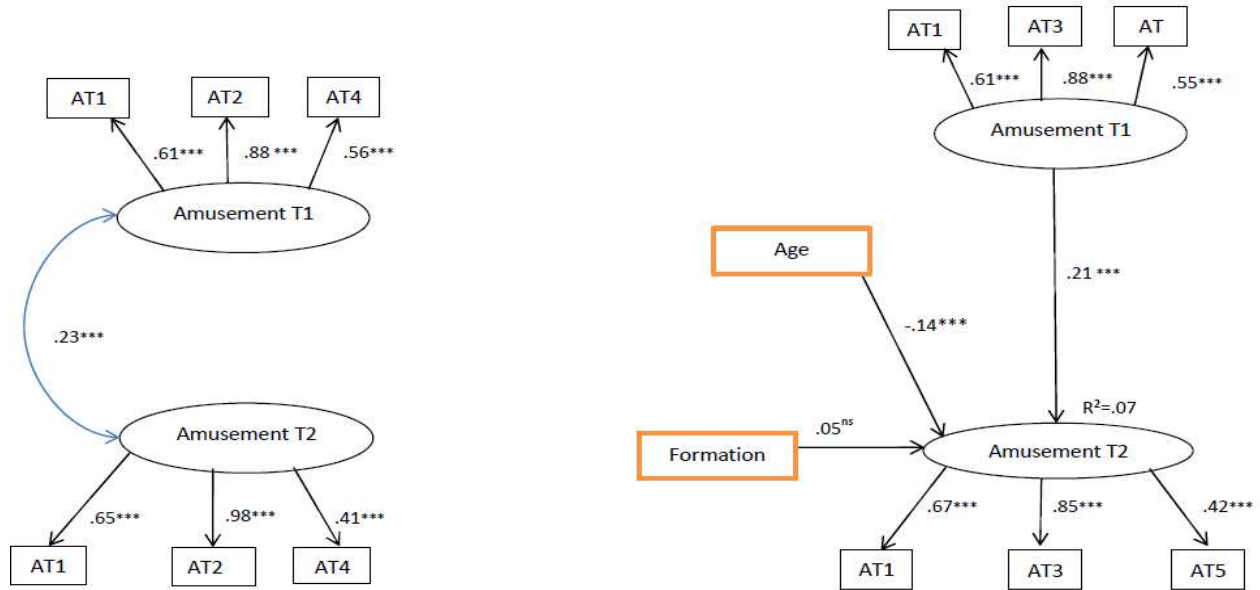 AT1 AT2 AT4
.61*** .88 *** .56***
Amusement T1
.23***
Amusement T2
.65*** .98*** .41***
AT1 AT2 AT4
AT1 AT3 AT
.61*** .88*** .55***
Amusement T1
Age
.21 ***
-.14***
R²=.07
.05ns
Formation
Amusement T2
.67*** .85*** .42***
AT1 AT3 AT5